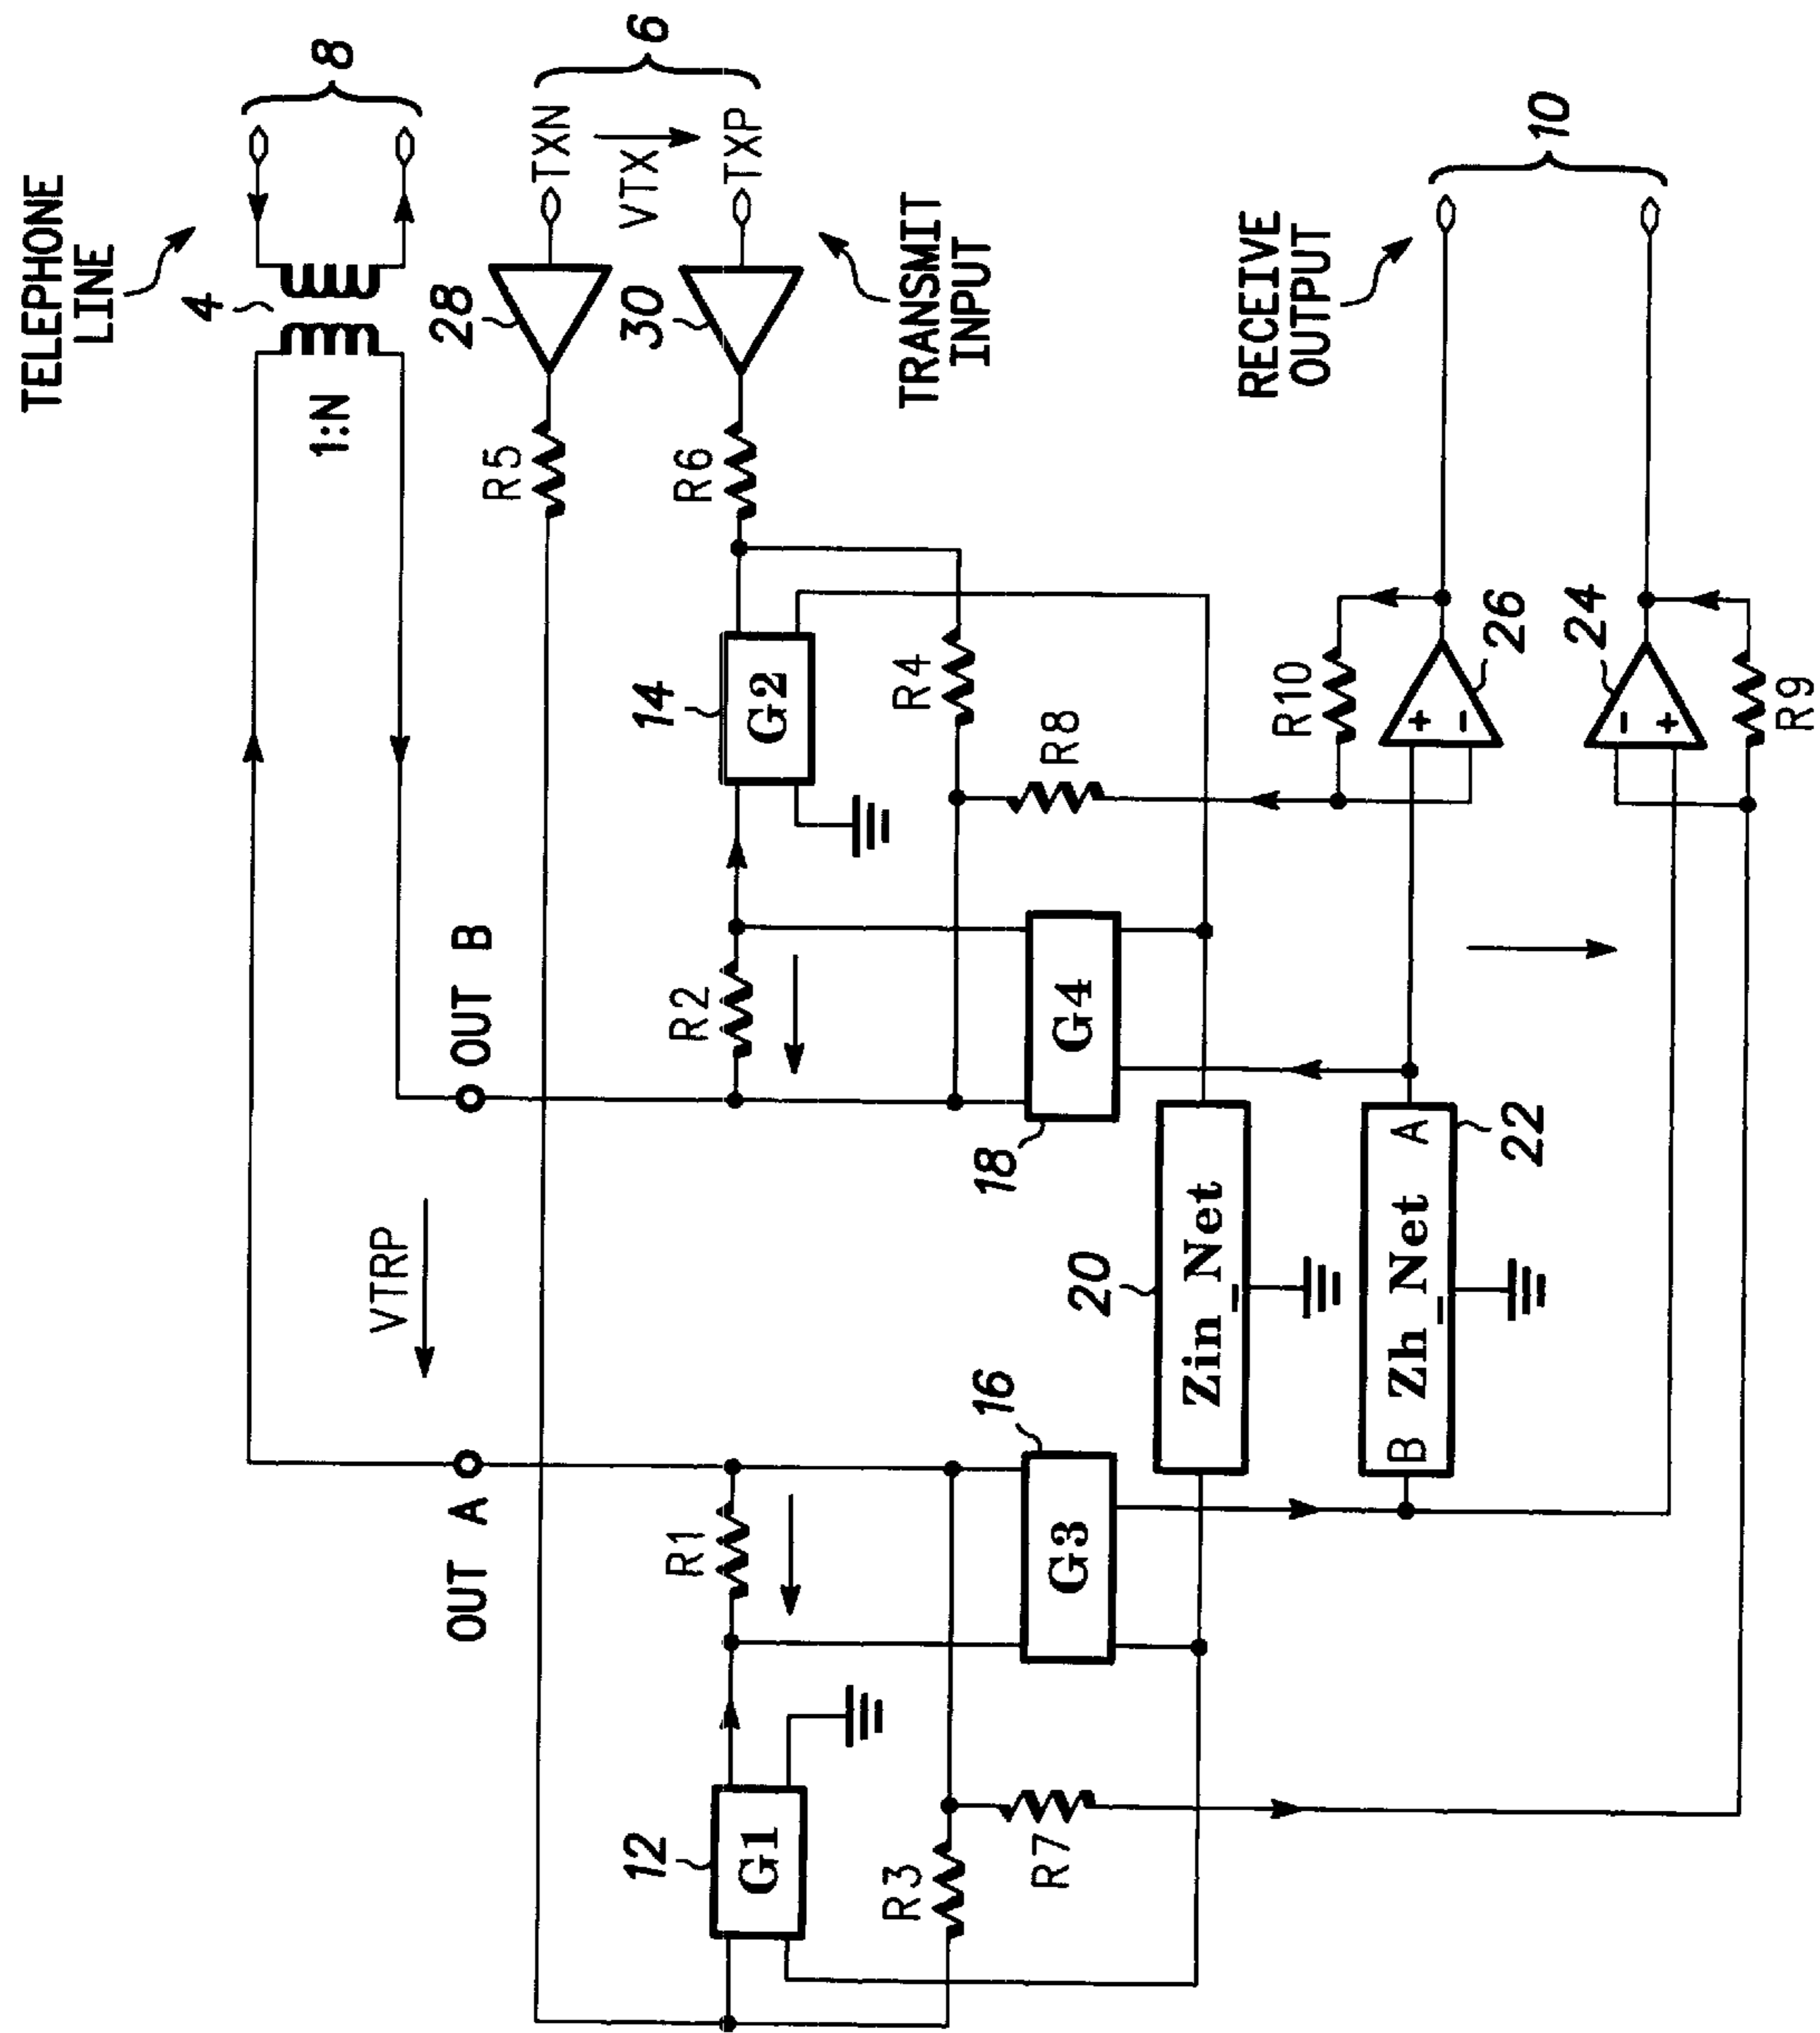 TELEPHONE
LINE
8
4
1:N
28
TXN
6
VTX
TXP
30
TRANSMIT
INPUT
R5
R6
RECEIVE
OUTPUT
10
VTRP
OUT A
OUT B
12
G1
R1
R2
14
G2
R3
R4
R7
R8
16
G3
18
G4
20
Zin_Net
B Zh_Net A
22
R10
+
-
26
24
-
+
R9